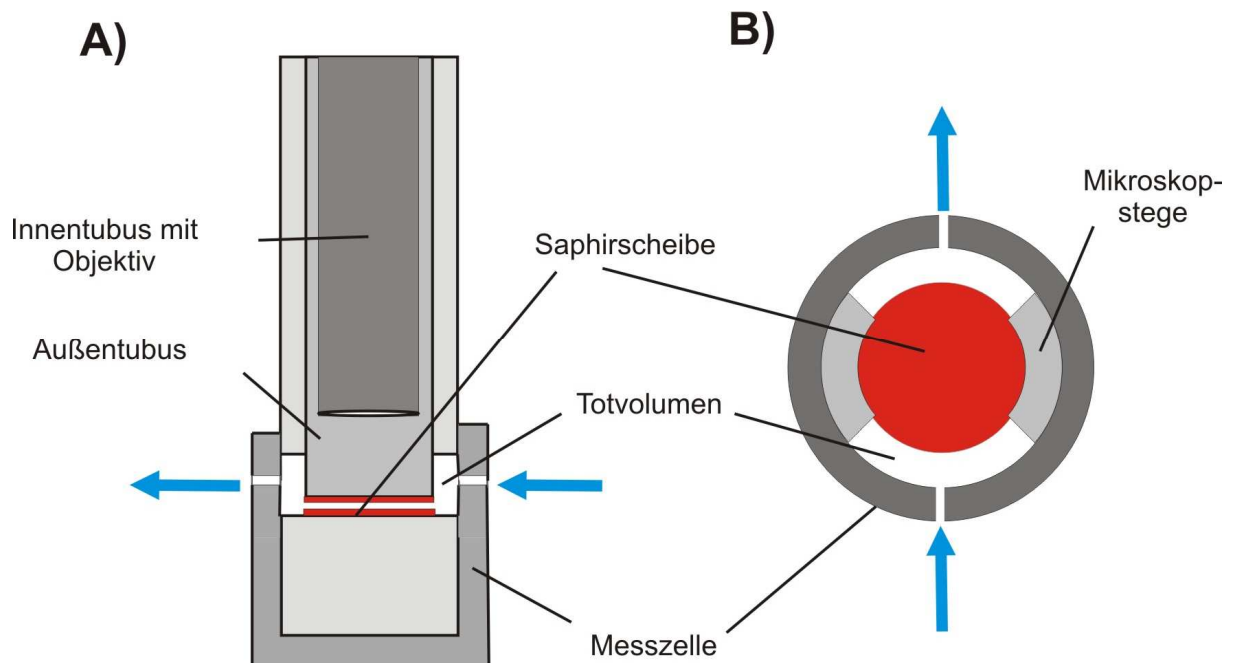 A)
B)
Innentubus mit
Objektiv
Saphirscheibe
Mikroskop-
stege
Außentubus
Totvolumen
Messzelle